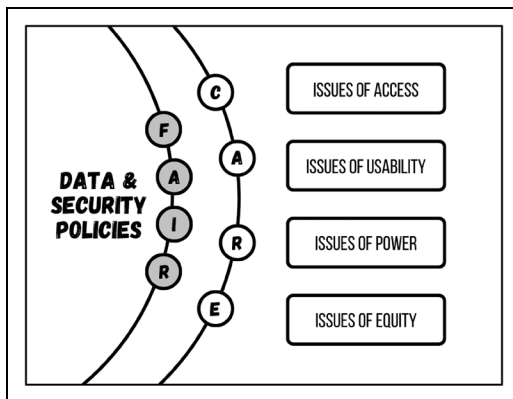 DATA &
SECURITY
POLICIES
F
A
I
R
C
A
R
E
ISSUES OF ACCESS
ISSUES OF USABILITY
ISSUES OF POWER
ISSUES OF EQUITY